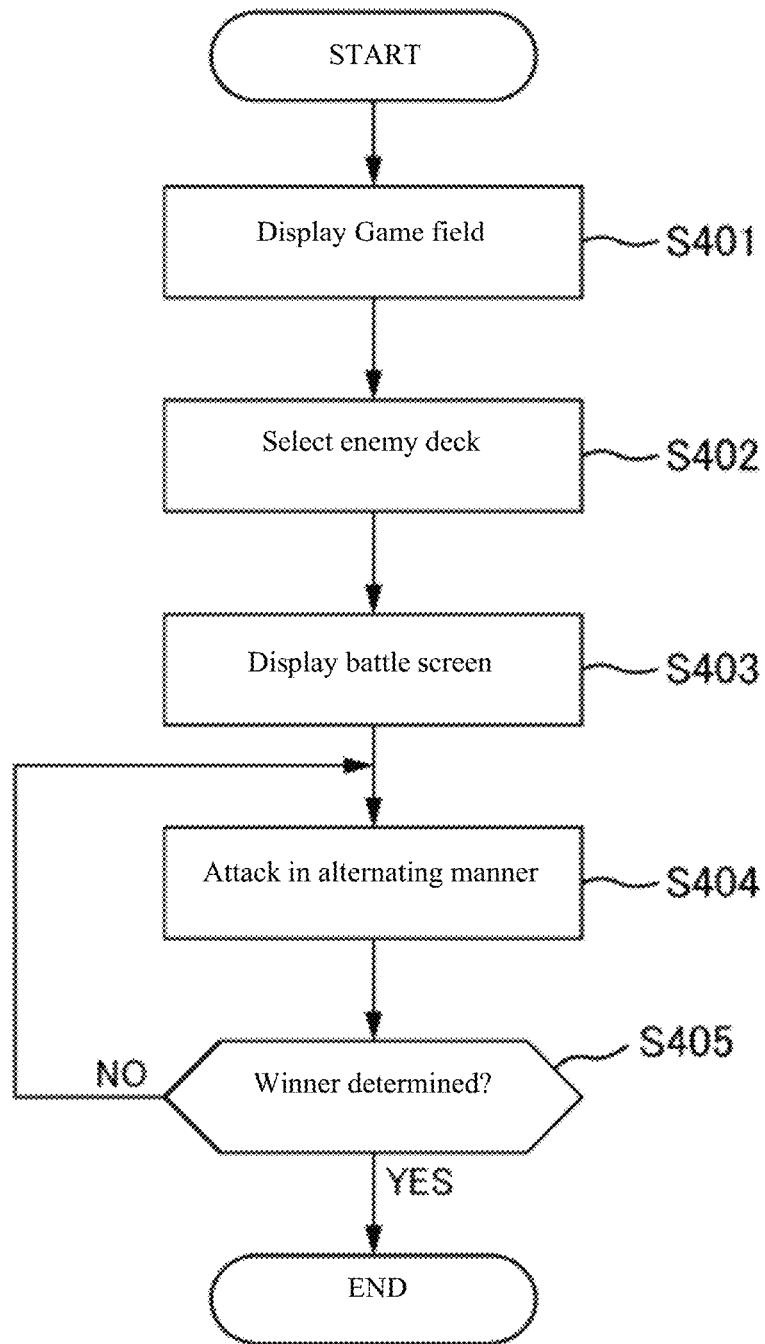 START
Display Game field
S401
Select enemy deck
S402
Display battle screen
S403
Attack in alternating manner
S404
Winner determined?
S405
NO
YES
END